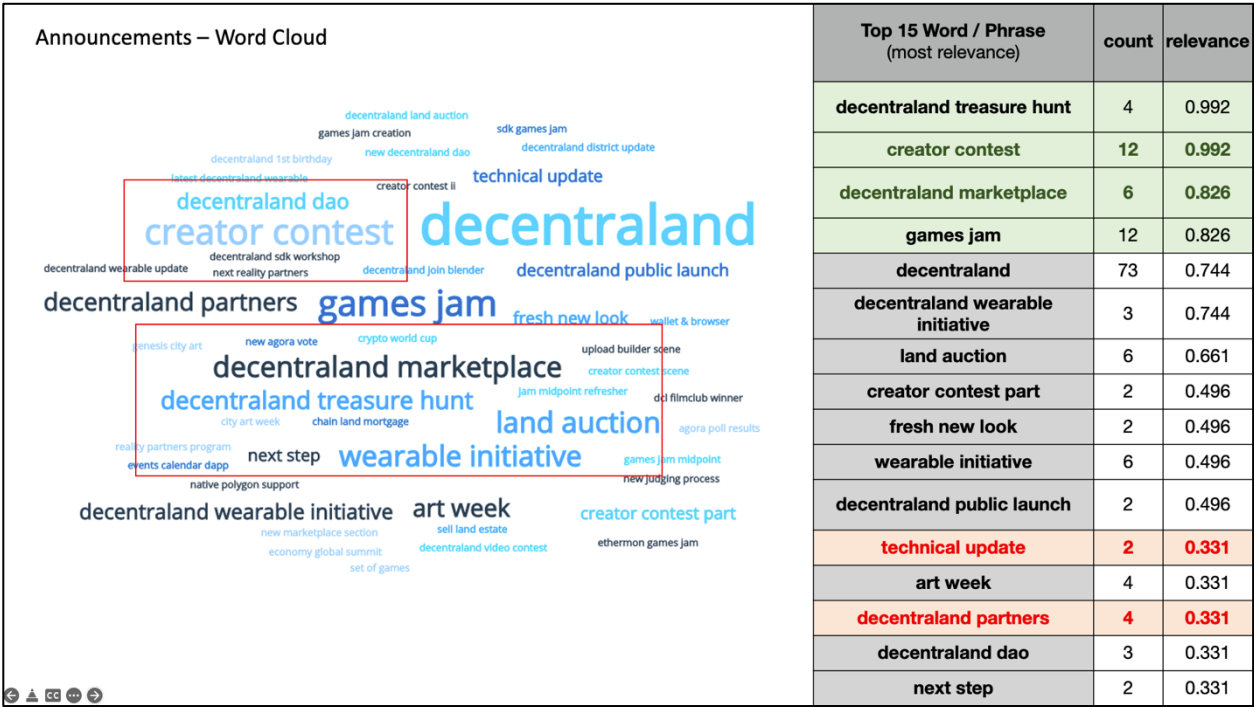 Announcements – Word Cloud
decentraland land auction
games jam creation
sdk games jam
new decentraland dao
decentraland district update
decentraland 1st birthday
latest decentraland wearable
creator contest ii
technical update
decentraland dao
creator contest
decentraland
decentraland sdk workshop
decentraland wearable update
next reality partners
decentraland join blender
decentraland public launch
decentraland partners
games jam
fresh new look
wallet & browser
genesis city art
new agora vote
crypto world cup
upload builder scene
decentraland marketplace
creator contest scene
jam midpoint refresher
dcl filmclub winner
decentraland treasure hunt
city art week
chain land mortgage
land auction
agora poll results
reality partners program
events calendar dapp
next step
wearable initiative
games jam midpoint
new judging process
native polygon support
decentraland wearable initiative
art week
creator contest part
sell land estate
new marketplace section
economy global summit
decentraland video contest
ethermon games jam
set of games
CC
Top 15 Word / Phrase
(most relevance)
count relevance
decentraland treasure hunt 4 0.992
creator contest 12 0.992
decentraland marketplace 6 0.826
games jam 12 0.826
decentraland 73 0.744
decentraland wearable
initiative 3 0.744
land auction 6 0.661
creator contest part 2 0.496
fresh new look 2 0.496
wearable initiative 6 0.496
decentraland public launch 2 0.496
technical update 2 0.331
art week 4 0.331
decentraland partners 4 0.331
decentraland dao 3 0.331
next step 2 0.331